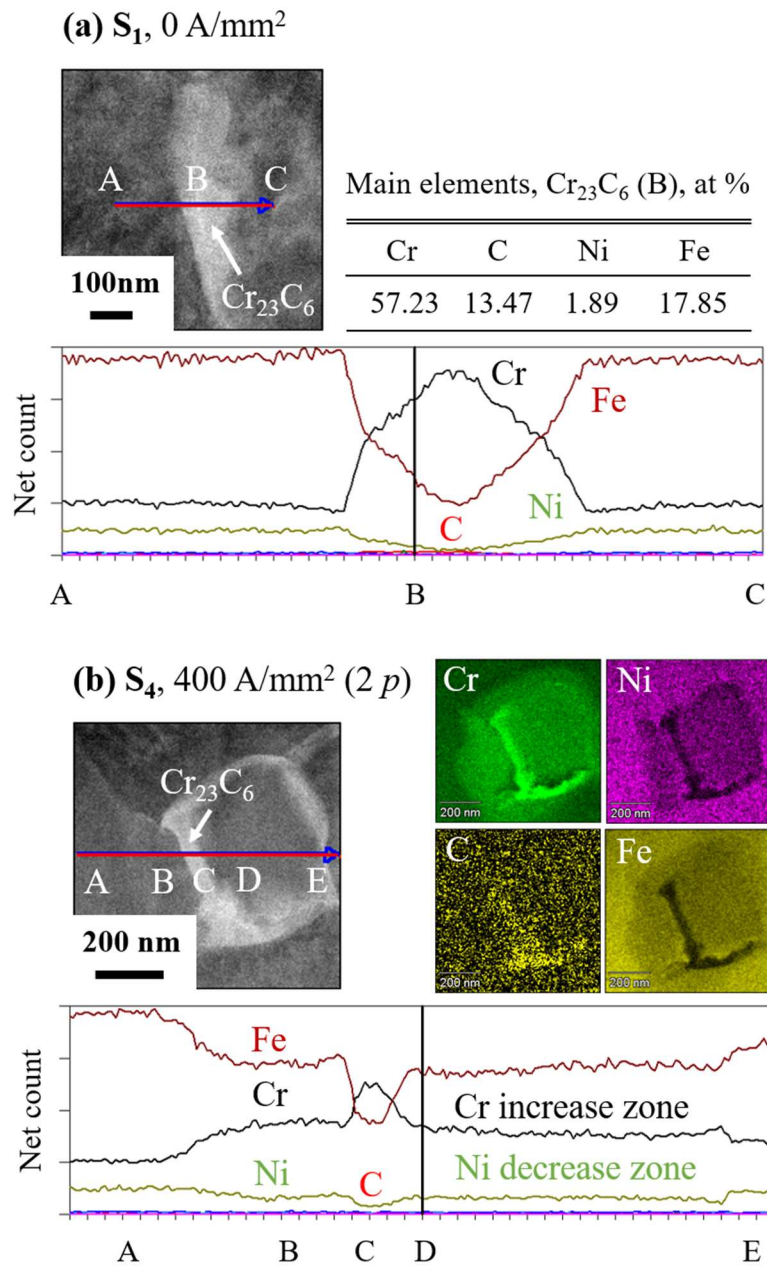 (a) S₁, 0 A/mm²
A B C
100nm
Cr₂₃C₆
Main elements, Cr₂₃C₆ (B), at %
Cr C Ni Fe
57.23 13.47 1.89 17.85
Net count
Cr
Fe
C
Ni
A B C
(b) S₄, 400 A/mm² (2 p)
Cr₂₃C₆
A B C D E
200 nm
Cr
200 nm
Ni
200 nm
C
200 nm
Fe
200 nm
Net count
Fe
Cr
Ni
C
Cr increase zone
Ni decrease zone
A B C D E